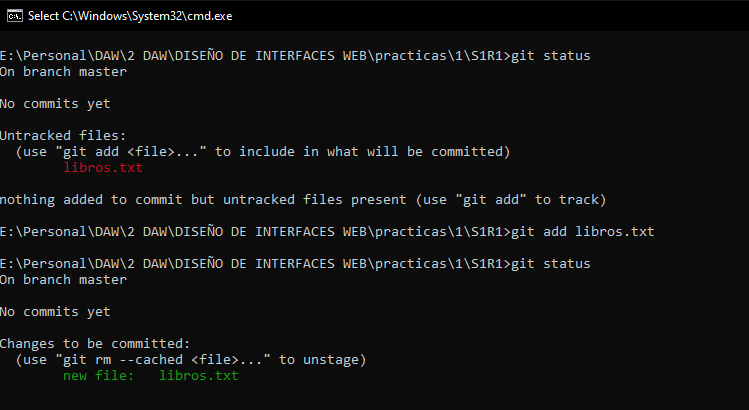 Select C:\Windows\System32\cmd.exe
E:\Personal\DAW\2 DAW\DISEÑO DE INTERFACES WEB\practicas\1\S1R1>git status
On branch master
No commits yet
Untracked files:
  (use "git add <file>..." to include in what will be committed)
        libros.txt
nothing added to commit but untracked files present (use "git add" to track)
E:\Personal\DAW\2 DAW\DISEÑO DE INTERFACES WEB\practicas\1\S1R1>git add libros.txt
E:\Personal\DAW\2 DAW\DISEÑO DE INTERFACES WEB\practicas\1\S1R1>git status
On branch master
No commits yet
Changes to be committed:
  (use "git rm --cached <file>..." to unstage)
        new file:   libros.txt